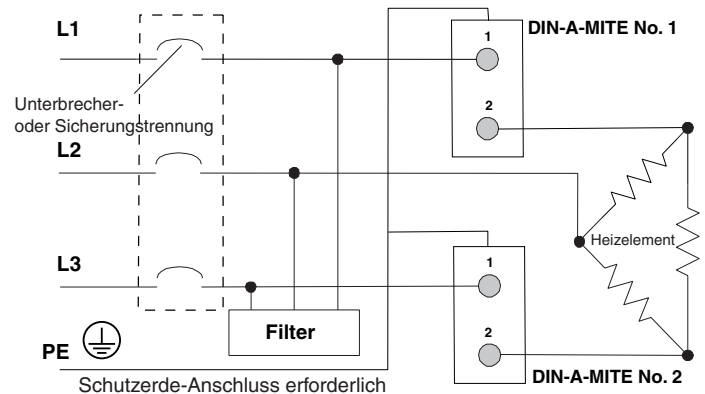 L1
DIN-A-MITE No. 1
1
Unterbrecher-
oder Sicherungstrennung
2
L2
Heizelement
L3
1
Filter
2
PE
DIN-A-MITE No. 2
Schutzerde-Anschluss erforderlich